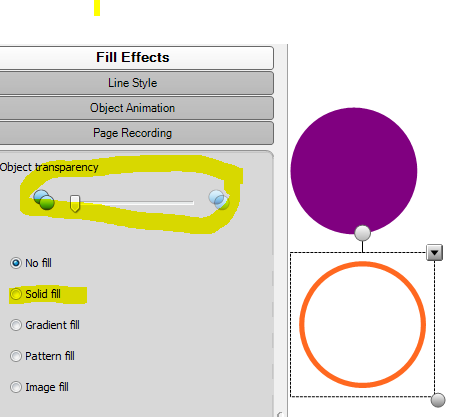 Fill Effects
Line Style
Object Animation
Page Recording
Object transparency
No fill
Solid fill
Gradient fill
Pattern fill
Image fill